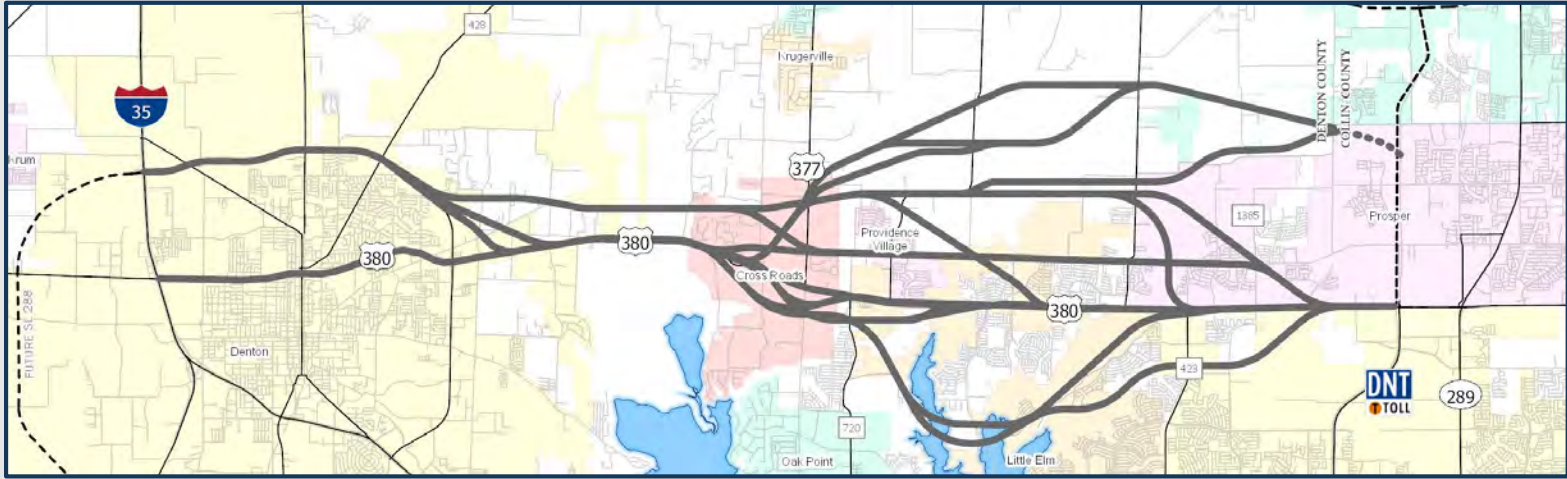 428
Krugerville
35
DENTON COUNTY
COLLIN COUNTY
Krum
377
1385
Prosper
Providence
Village
380
380
Cross Roads
380
FUTURE SL 288
Denton
423
DNT
T TOLL
289
720
Oak Point
Little Elm